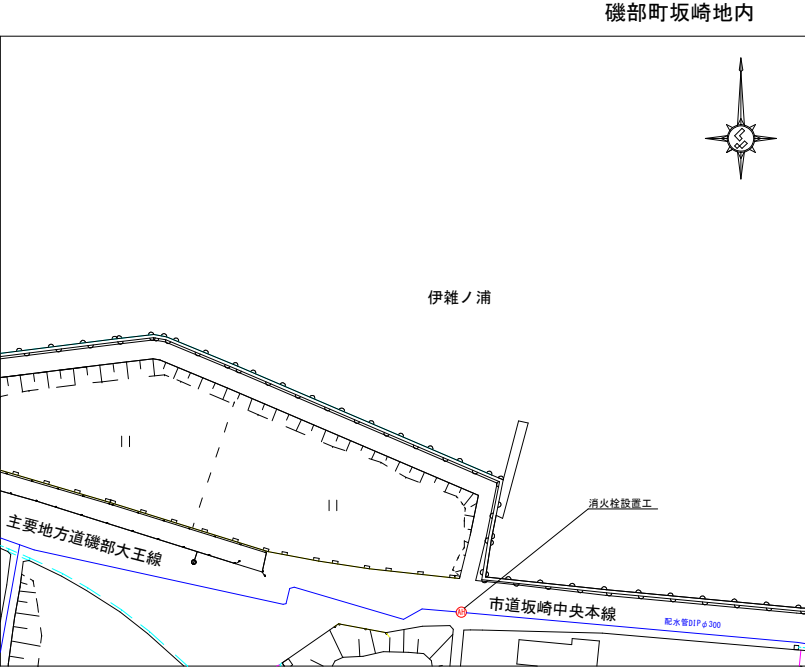 磯部町坂崎地内
伊雑ノ浦
消火栓設置工
主要地方道磯部大王線
市道坂崎中央本線
配水管DIPφ300